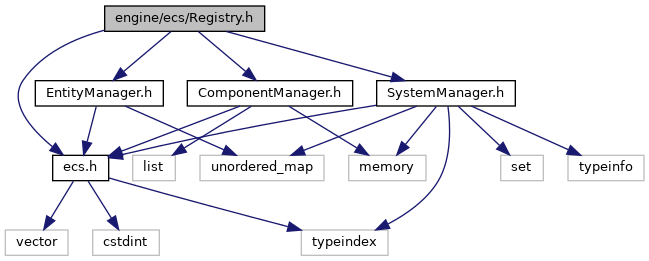 engine/ecs/Registry.h
EntityManager.h
ComponentManager.h
SystemManager.h
ecs.h
list
unordered_map
memory
set
typeinfo
vector
cstdint
typeindex